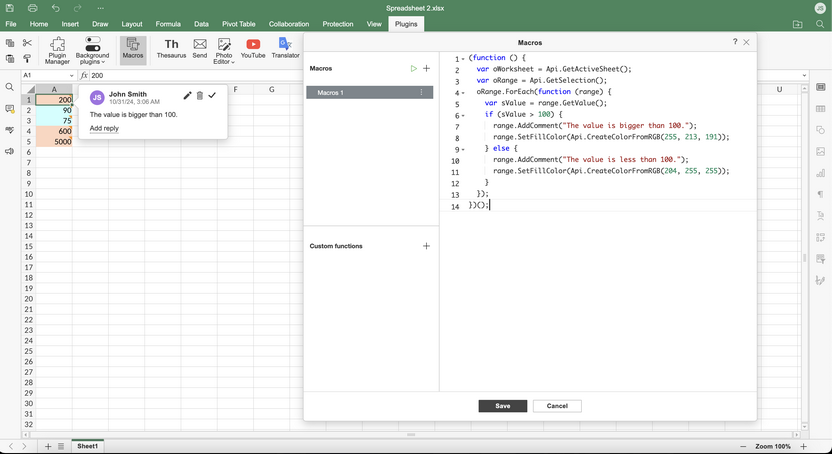 Spreadsheet 2.xlsx
JS
File Home Insert Draw Layout Formula Data Pivot Table Collaboration Protection View Plugins
Plugin Manager
Background plugins
Macros
Thesaurus
Send
Photo Editor
YouTube
Translator
A1 fx 200
A F G U
1 200
2 90
3 75
4 600
5 5000
6
7
8
9
10
11
12
13
14
15
16
17
18
19
20
21
22
23
24
25
26
27
28
29
30
31
32
JS John Smith
10/31/24, 3:06 AM
The value is bigger than 100.
Add reply
Macros
?
Macros
Macros 1
Custom functions
1 (function () {
2 var oWorksheet = Api.GetActiveSheet();
3 var oRange = Api.GetSelection();
4 oRange.ForEach(function (range) {
5 var sValue = range.GetValue();
6 if (sValue > 100) {
7 range.AddComment("The value is bigger than 100.");
8 range.SetFillColor(Api.CreateColorFromRGB(255, 213, 191));
9 } else {
10 range.AddComment("The value is less than 100.");
11 range.SetFillColor(Api.CreateColorFromRGB(204, 255, 255));
12 }
13 });
14 })();
Save Cancel
Sheet1
Zoom 100%